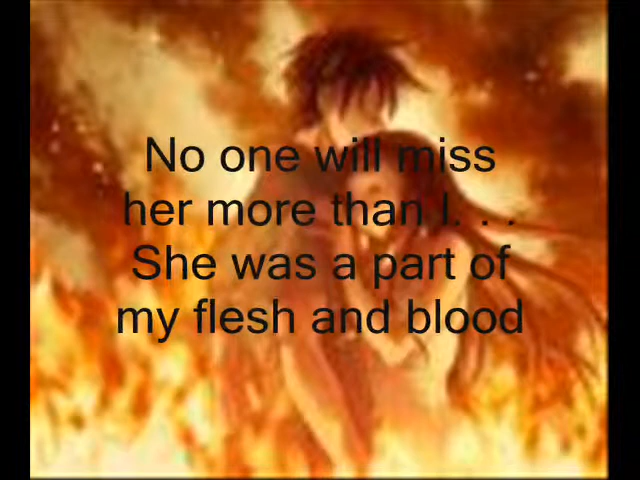 No one will miss
her more than I. . .
She was a part of
my flesh and blood